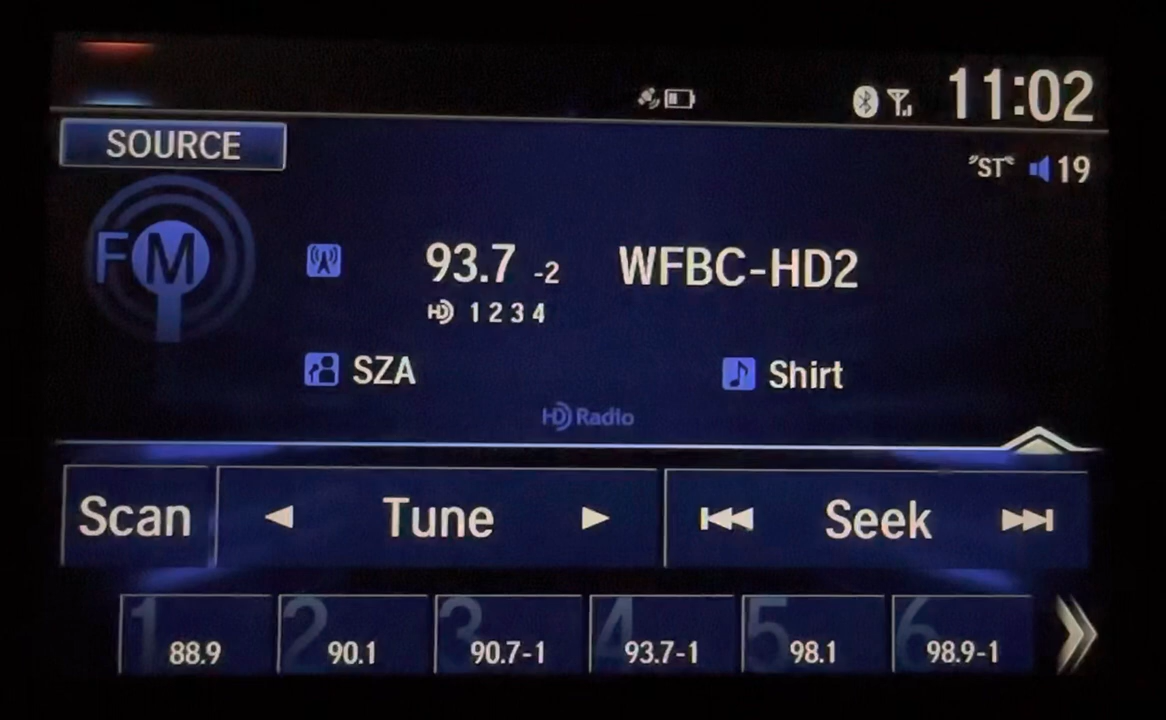 11:02
SOURCE
"ST" 19
FM
93.7 -2 WFBC-HD2
HD 1 2 3 4
SZA Shirt
HD Radio
Scan Tune Seek
1 88.9 2 90.1 3 90.7-1 4 93.7-1 5 98.1 6 98.9-1